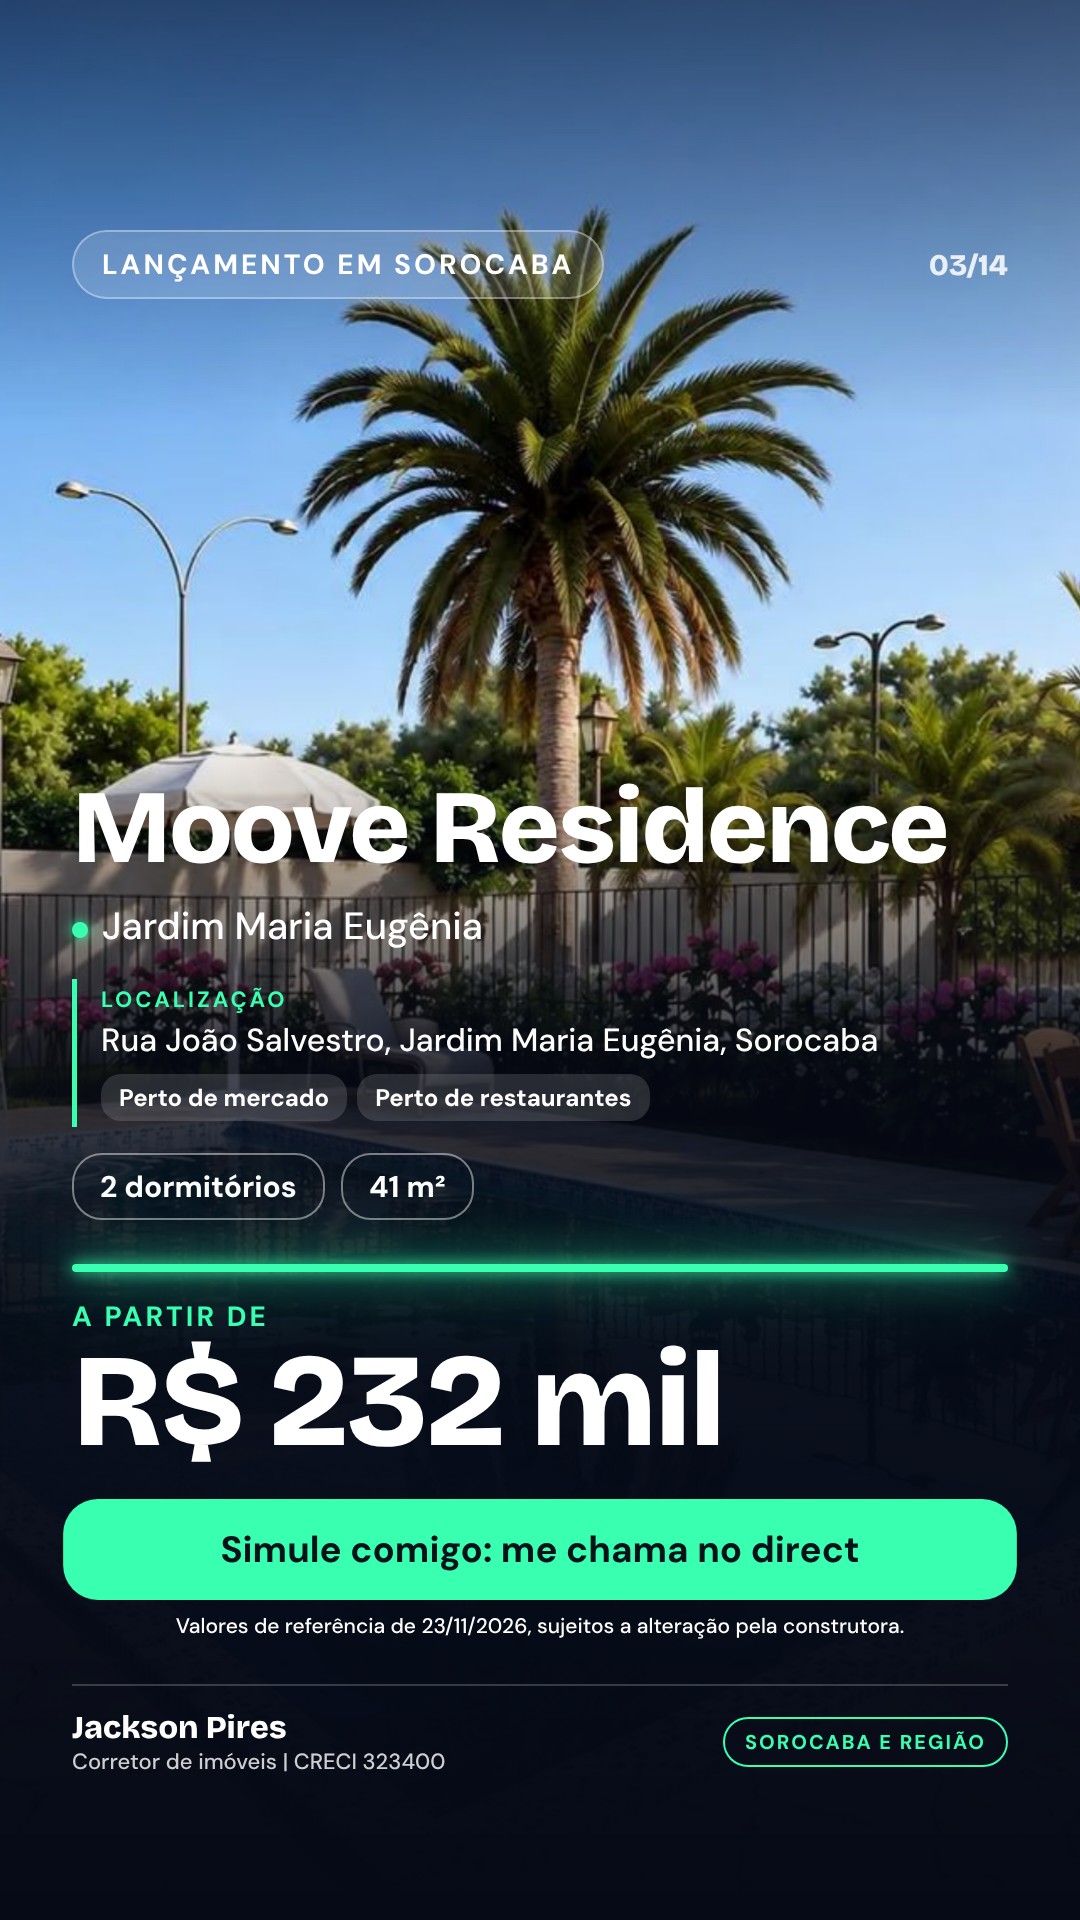 LANÇAMENTO EM SOROCABA
03/14
Moove Residence
Jardim Maria Eugênia
LOCALIZAÇÃO
Rua João Salvestro, Jardim Maria Eugênia, Sorocaba
Perto de mercado
Perto de restaurantes
2 dormitórios
41 m²
A PARTIR DE
R$ 232 mil
Simule comigo: me chama no direct
Valores de referência de 23/11/2026, sujeitos a alteração pela construtora.
Jackson Pires
Corretor de imóveis | CRECI 323400
SOROCABA E REGIÃO